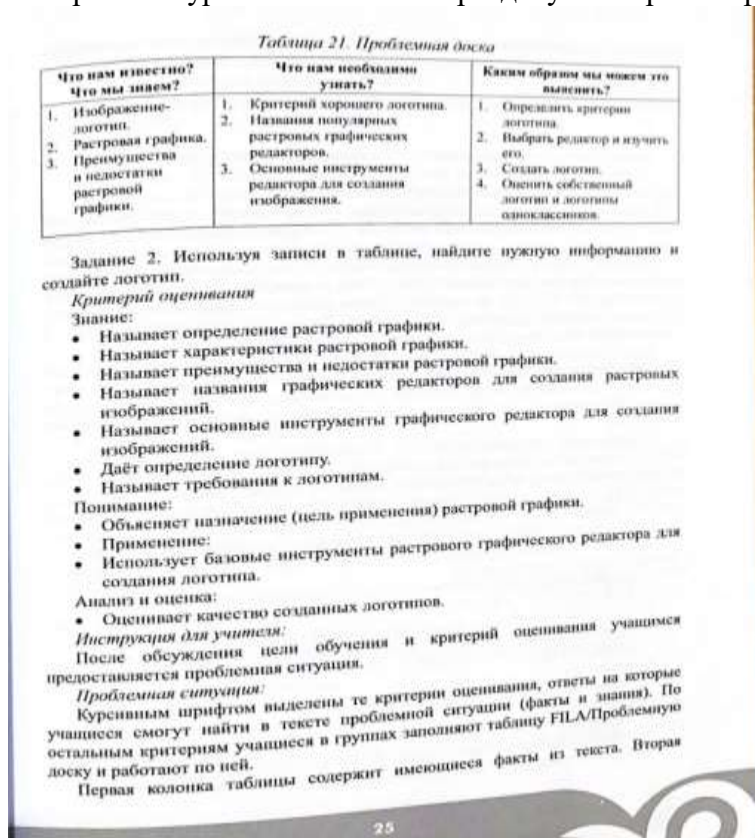 Таблица 21. Проблемная доска
Что нам известно?
Что мы знаем?
1. Изображение-
логотип.
2. Растровая графика.
3. Преимущества
и недостатки
растровой
графики.
Что нам необходимо
узнать?
1. Критерий хорошего логотипа.
2. Названия популярных
растровых графических
редакторов.
3. Основные инструменты
редактора для создания
изображения.
Каким образом мы можем это
выяснить?
1. Определить критерии
логотипа.
2. Выбрать редактор и изучить
его.
3. Создать логотип.
4. Оценить собственный
логотип и логотипы
одноклассников.
Задание 2. Используя записи в таблице, найдите нужную информацию и
создайте логотип.
Критерий оценивания
Знание:
• Называет определение растровой графики.
• Называет характеристики растровой графики.
• Называет преимущества и недостатки растровой графики.
• Называет названия графических редакторов для создания растровых
изображений.
• Называет основные инструменты графического редактора для создания
изображений.
• Даёт определение логотипу.
• Называет требования к логотипам.
Понимание:
• Объясняет назначение (цель применения) растровой графики.
• Применение:
• Использует базовые инструменты растрового графического редактора для
создания логотипа.
Анализ и оценка:
• Оценивает качество созданных логотипов.
Инструкция для учителя:
После обсуждения цели обучения и критерий оценивания учащимся
предоставляется проблемная ситуация.
Проблемная ситуация:
Курсивным шрифтом выделены те критерии оценивания, ответы на которые
учащиеся смогут найти в тексте проблемной ситуации (факты и знания). По
остальным критериям учащиеся в группах заполняют таблицу FILA/Проблемную
доску и работают по ней.
Первая колонка таблицы содержит имеющиеся факты из текста. Вторая
25